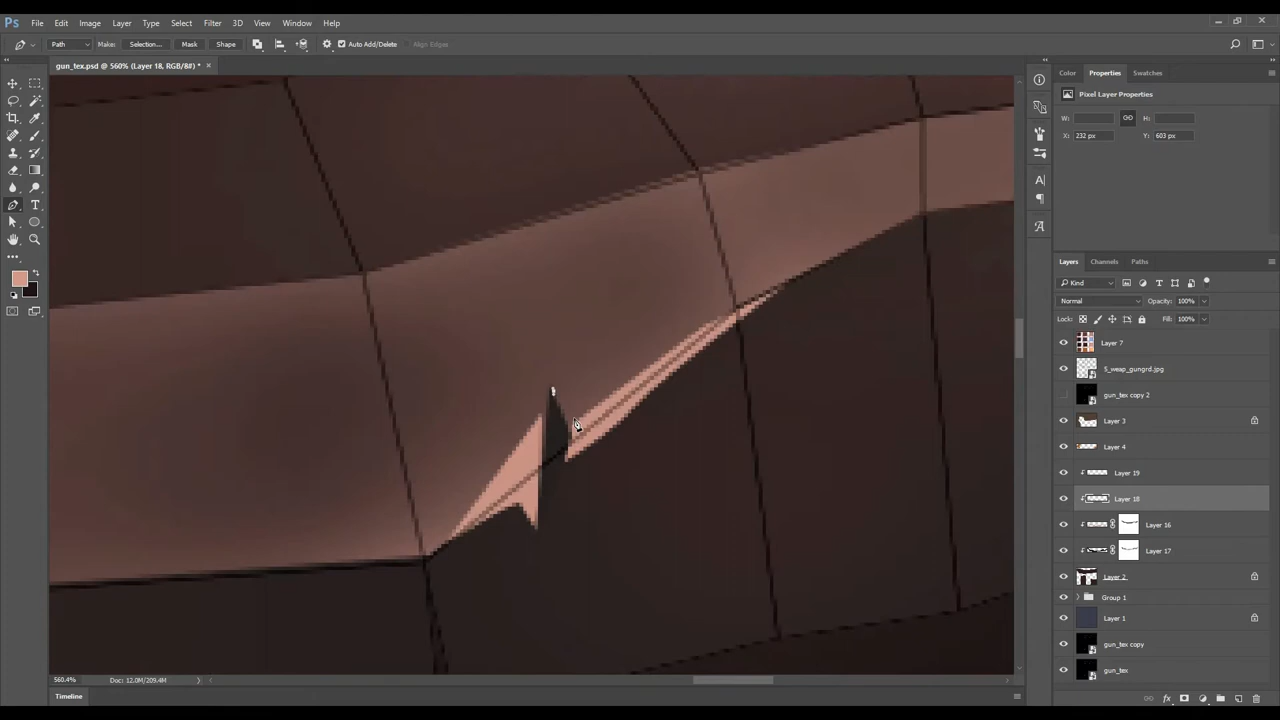 Ps File Edit Image Layer Type Select Filter 3D View Window Help
Path Make: Selection... Mask Shape Auto Add/Delete Align Edges
gun_tex.psd @ 560% (Layer 18, RGB/8#) * ×
Color Properties Swatches
Pixel Layer Properties
W: H:
X: 232 px Y: 603 px
Layers Channels Paths
Kind
Normal Opacity: 100%
Lock: Fill: 100%
Layer 7
S_weap_gungrd.jpg
gun_tex copy 2
Layer 3
Layer 4
Layer 19
Layer 18
Layer 16
Layer 17
Layer 2
Group 1
Layer 1
gun_tex copy
gun_tex
560.4% Doc: 12.0M/209.4M
Timeline